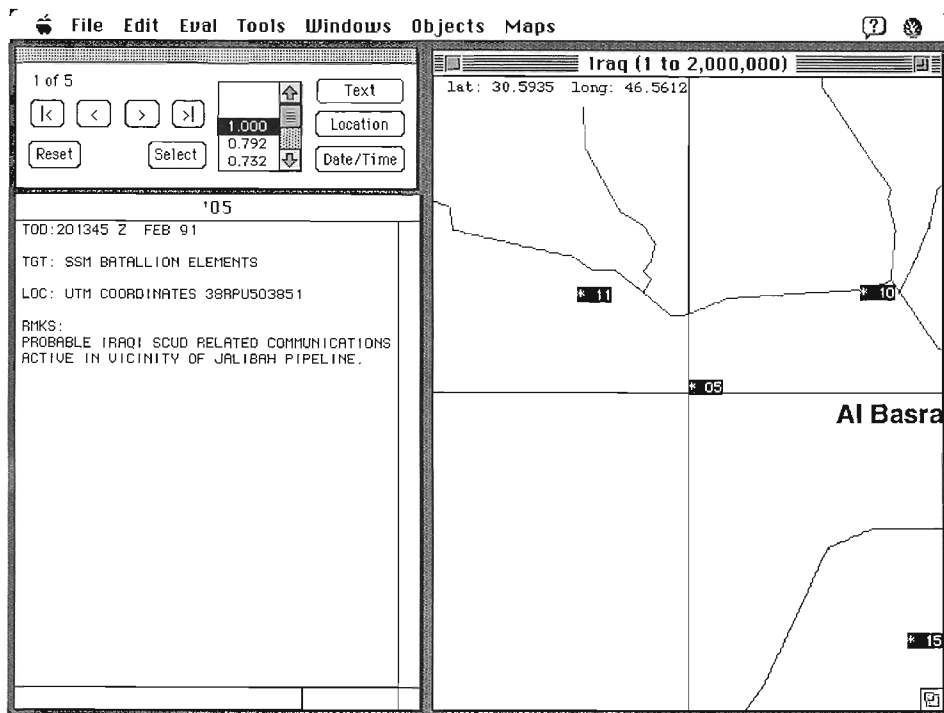 File Edit Eval Tools Windows Objects Maps
1 of 5
|< < > >|
Reset Select
1.000
0.792
0.732
Text
Location
Date/Time
'05
TOD:201345 Z FEB 91
TGT: SSM BATALLION ELEMENTS
LOC: UTM COORDINATES 38RPU503851
RMKS:
PROBABLE IRAQI SCUD RELATED COMMUNICATIONS
ACTIVE IN VICINITY OF JALIBAH PIPELINE.
Iraq (1 to 2,000,000)
lat: 30.5935 long: 46.5612
* 11
* 10
* 05
Al Basra
* 15